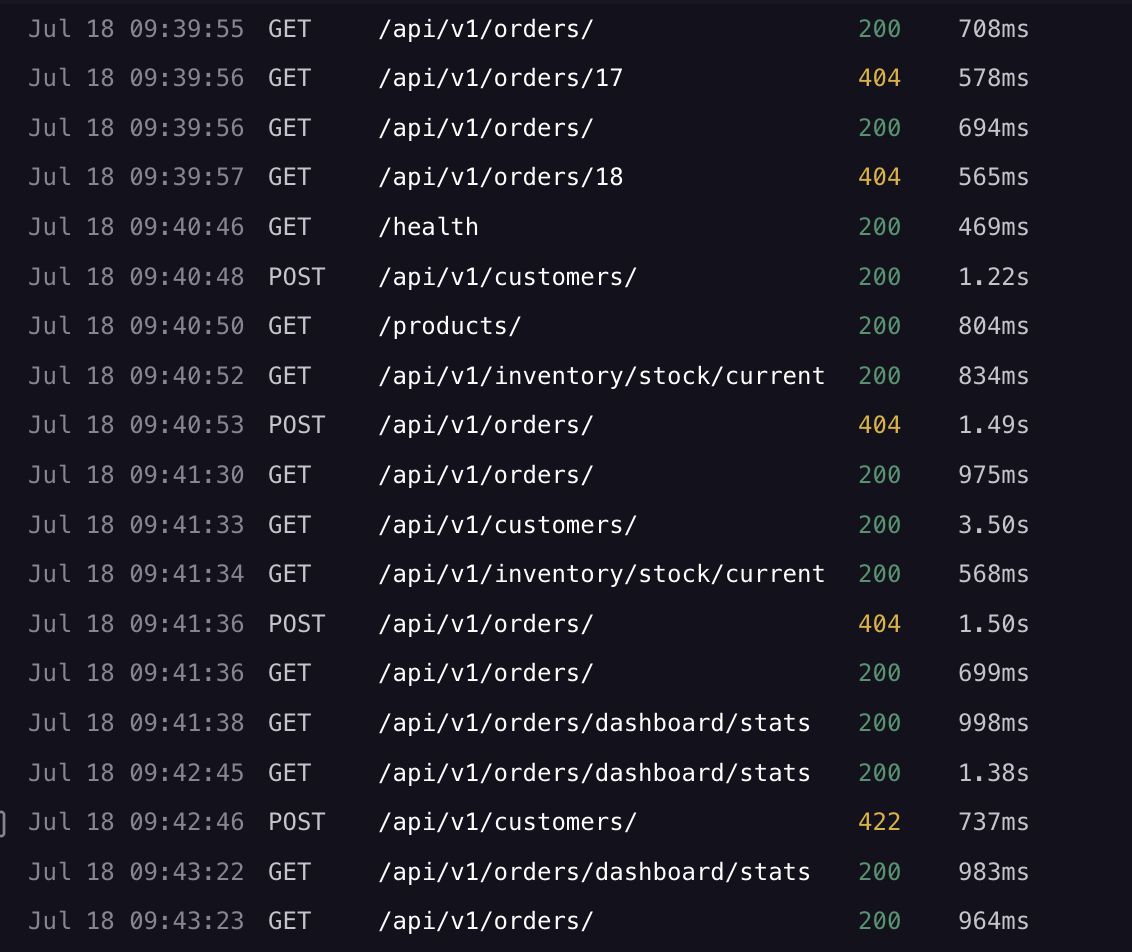 Jul 18 09:39:55 GET /api/v1/orders/ 200 708ms
Jul 18 09:39:56 GET /api/v1/orders/17 404 578ms
Jul 18 09:39:56 GET /api/v1/orders/ 200 694ms
Jul 18 09:39:57 GET /api/v1/orders/18 404 565ms
Jul 18 09:40:46 GET /health 200 469ms
Jul 18 09:40:48 POST /api/v1/customers/ 200 1.22s
Jul 18 09:40:50 GET /products/ 200 804ms
Jul 18 09:40:52 GET /api/v1/inventory/stock/current 200 834ms
Jul 18 09:40:53 POST /api/v1/orders/ 404 1.49s
Jul 18 09:41:30 GET /api/v1/orders/ 200 975ms
Jul 18 09:41:33 GET /api/v1/customers/ 200 3.50s
Jul 18 09:41:34 GET /api/v1/inventory/stock/current 200 568ms
Jul 18 09:41:36 POST /api/v1/orders/ 404 1.50s
Jul 18 09:41:36 GET /api/v1/orders/ 200 699ms
Jul 18 09:41:38 GET /api/v1/orders/dashboard/stats 200 998ms
Jul 18 09:42:45 GET /api/v1/orders/dashboard/stats 200 1.38s
Jul 18 09:42:46 POST /api/v1/customers/ 422 737ms
Jul 18 09:43:22 GET /api/v1/orders/dashboard/stats 200 983ms
Jul 18 09:43:23 GET /api/v1/orders/ 200 964ms